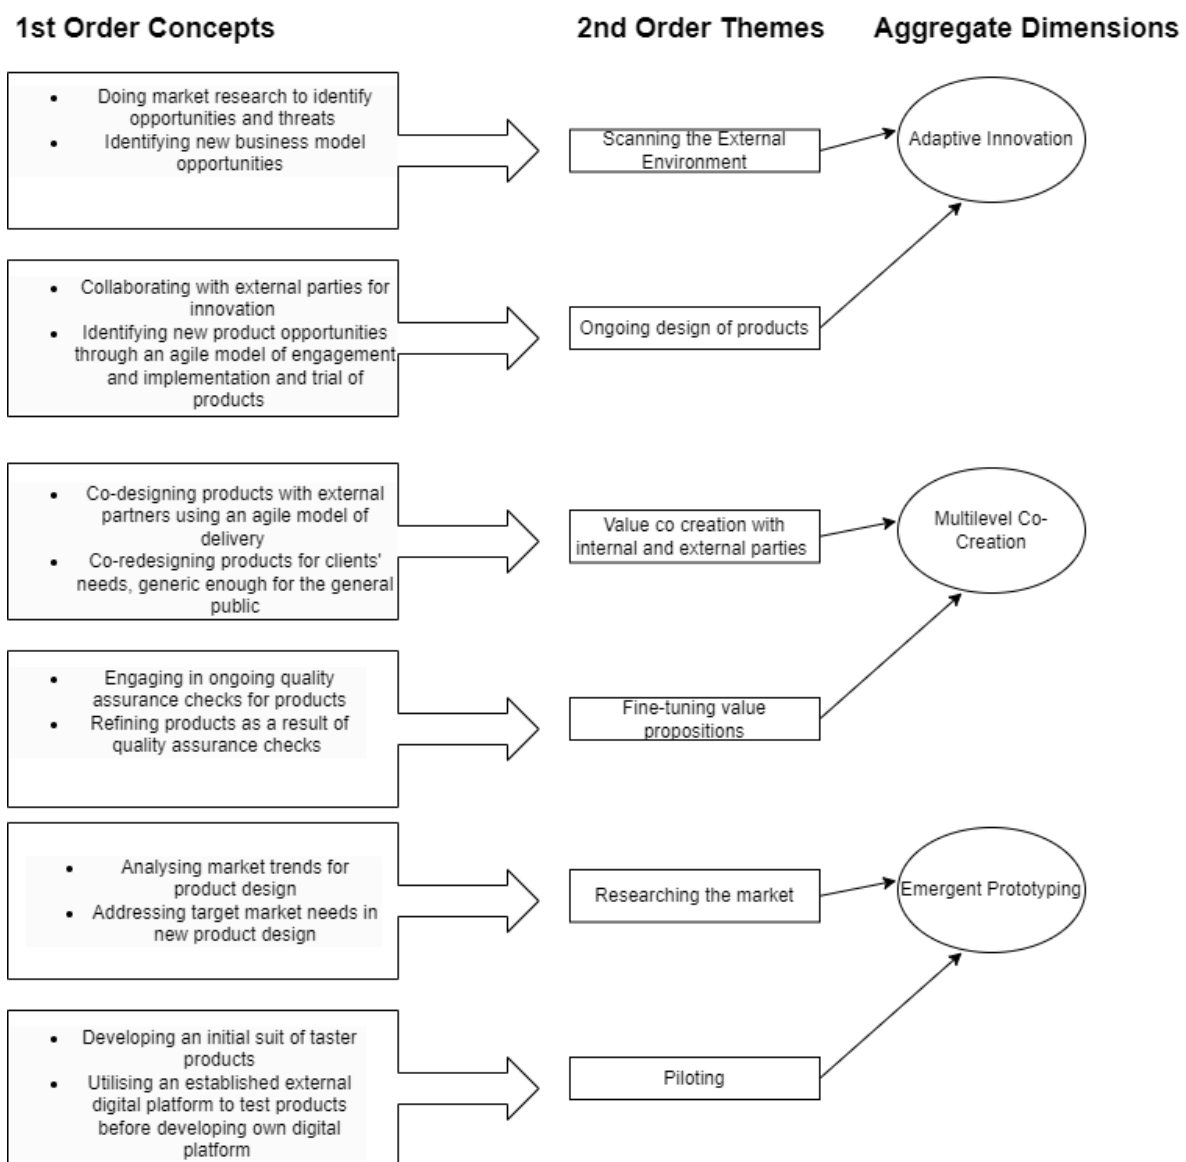 1st Order Concepts
2nd Order Themes
Aggregate Dimensions
• Doing market research to identify
opportunities and threats
• Identifying new business model
opportunities
Scanning the External
Environment
Adaptive Innovation
• Collaborating with external parties for
innovation
• Identifying new product opportunities
through an agile model of engagement
and implementation and trial of
products
Ongoing design of products
• Co-designing products with external
partners using an agile model of
delivery
• Co-redesigning products for clients'
needs, generic enough for the general
public
Value co creation with
internal and external parties
Multilevel Co-
Creation
• Engaging in ongoing quality
assurance checks for products
• Refining products as a result of
quality assurance checks
Fine-tuning value
propositions
• Analysing market trends for
product design
• Addressing target market needs in
new product design
Researching the market
Emergent Prototyping
• Developing an initial suit of taster
products
• Utilising an established external
digital platform to test products
before developing own digital
platform
Piloting